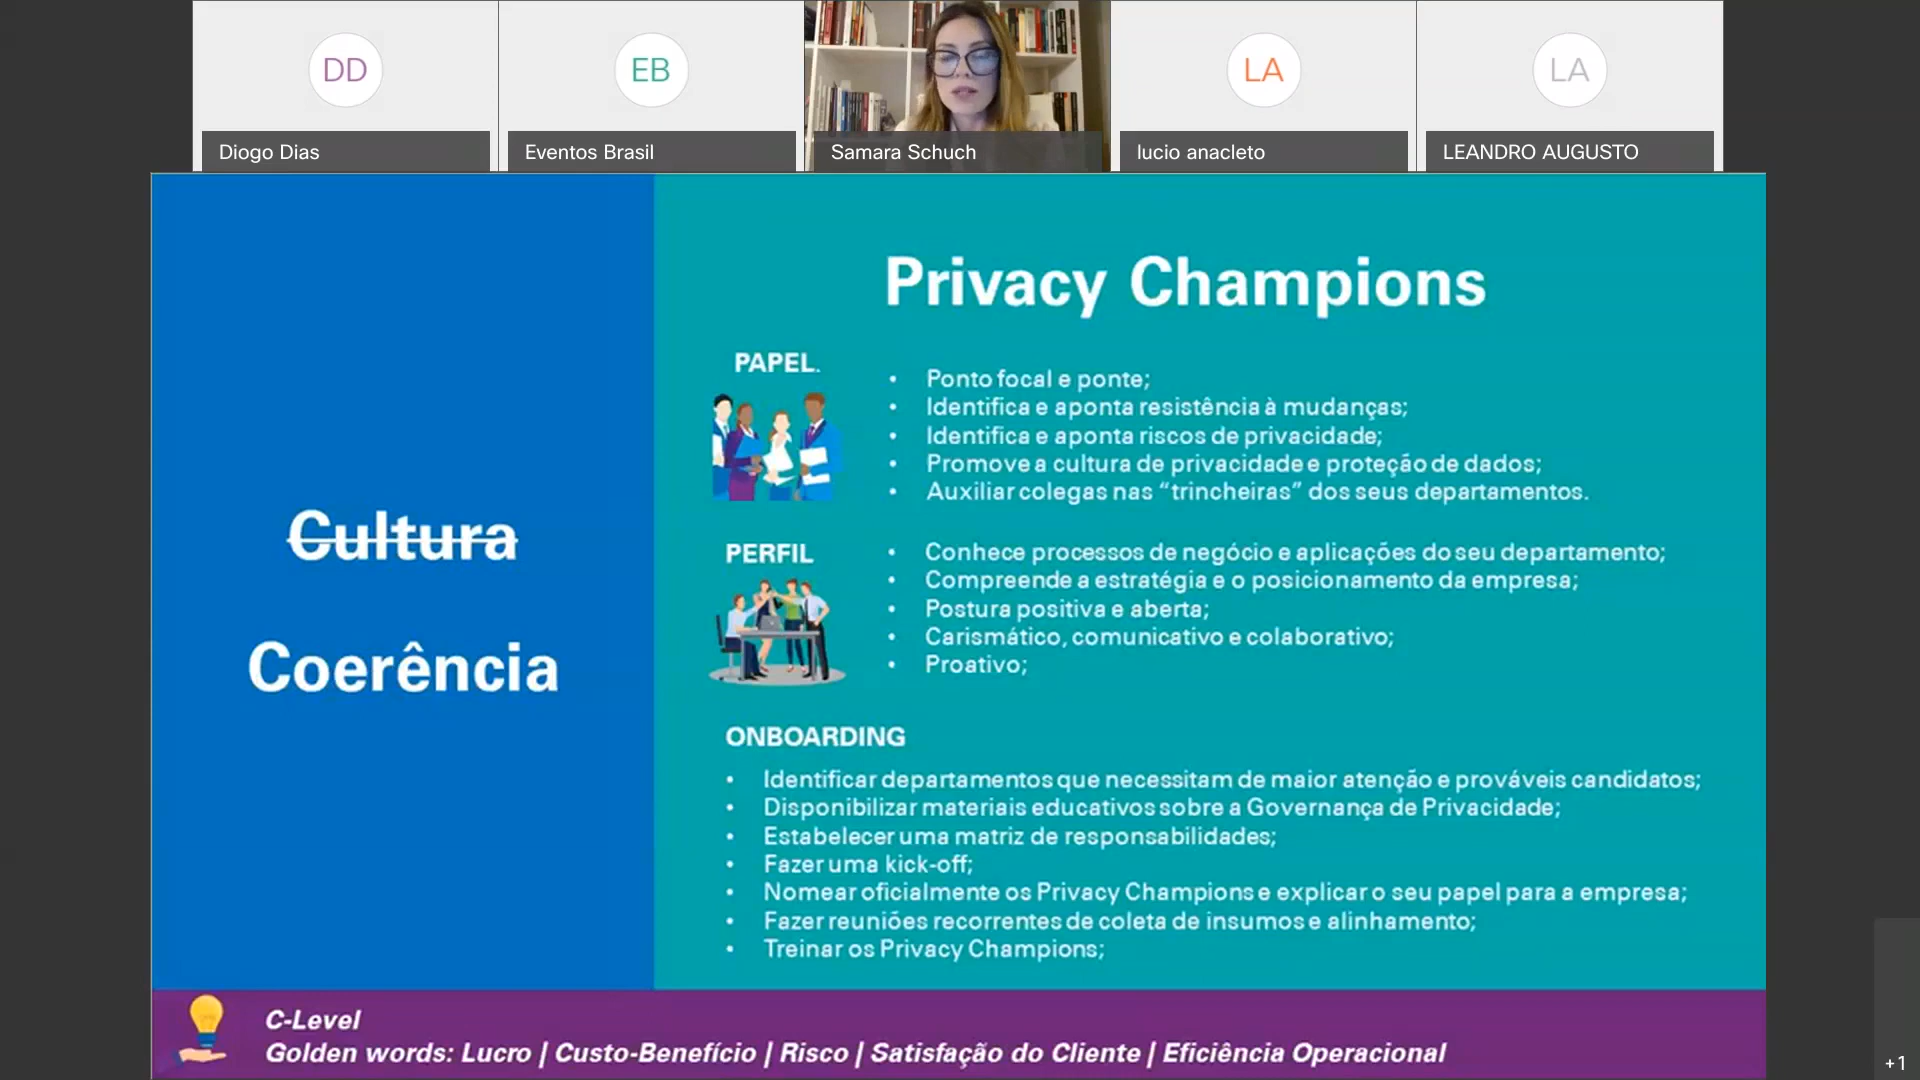 DD
EB
LA
LA
Diogo Dias
Eventos Brasil
Samara Schuch
lucio anacleto
LEANDRO AUGUSTO
Cultura
Coerência
Privacy Champions
PAPEL.
• Ponto focal e ponte;
• Identifica e aponta resistência à mudanças;
• Identifica e aponta riscos de privacidade;
• Promove a cultura de privacidade e proteção de dados;
• Auxiliar colegas nas “trincheiras” dos seus departamentos.
PERFIL
• Conhece processos de negócio e aplicações do seu departamento;
• Compreende a estratégia e o posicionamento da empresa;
• Postura positiva e aberta;
• Carismático, comunicativo e colaborativo;
• Proativo;
ONBOARDING
• Identificar departamentos que necessitam de maior atenção e prováveis candidatos;
• Disponibilizar materiais educativos sobre a Governança de Privacidade;
• Estabelecer uma matriz de responsabilidades;
• Fazer uma kick-off;
• Nomear oficialmente os Privacy Champions e explicar o seu papel para a empresa;
• Fazer reuniões recorrentes de coleta de insumos e alinhamento;
• Treinar os Privacy Champions;
C-Level
Golden words: Lucro | Custo-Benefício | Risco | Satisfação do Cliente | Eficiência Operacional
+1